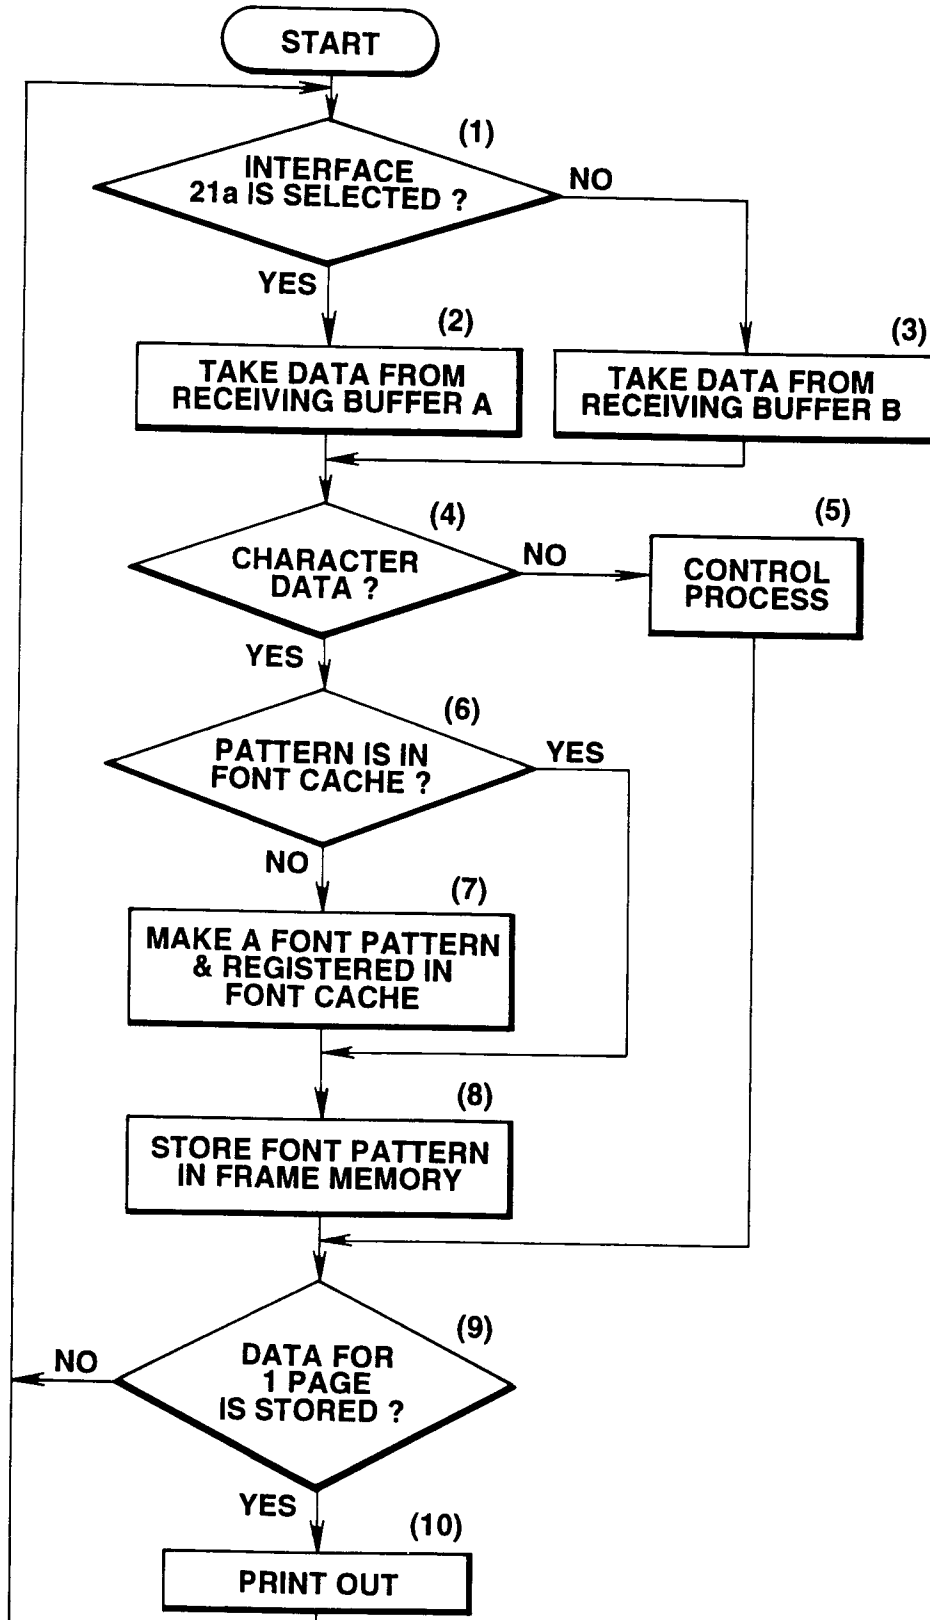 START
(1)
INTERFACE
21a IS SELECTED ?
NO
YES
(2)
TAKE DATA FROM
RECEIVING BUFFER A
(3)
TAKE DATA FROM
RECEIVING BUFFER B
(4)
CHARACTER
DATA ?
NO
YES
(5)
CONTROL
PROCESS
(6)
PATTERN IS IN
FONT CACHE ?
YES
NO
(7)
MAKE A FONT PATTERN
& REGISTERED IN
FONT CACHE
(8)
STORE FONT PATTERN
IN FRAME MEMORY
(9)
DATA FOR
1 PAGE
IS STORED ?
NO
YES
(10)
PRINT OUT